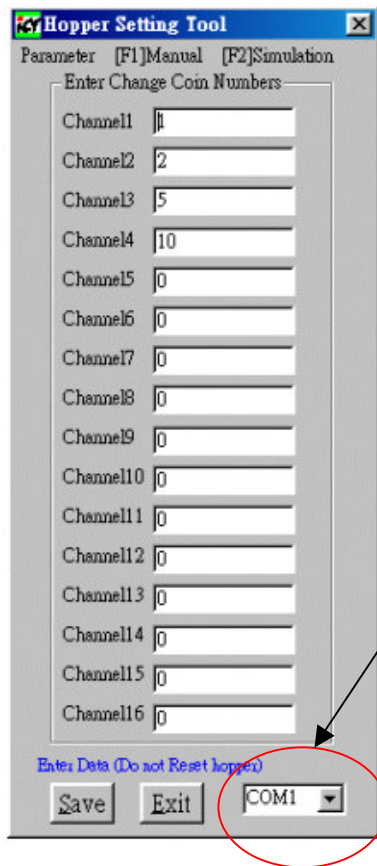 iCY Hopper Setting Tool
Parameter [F1]Manual [F2]Simulation
Enter Change Coin Numbers
Channel1 1
Channel2 2
Channel3 5
Channel4 10
Channel5 0
Channel6 0
Channel7 0
Channel8 0
Channel9 0
Channel10 0
Channel11 0
Channel12 0
Channel13 0
Channel14 0
Channel15 0
Channel16 0
Enter Data (Do not Reset hopper)
Save Exit COM1